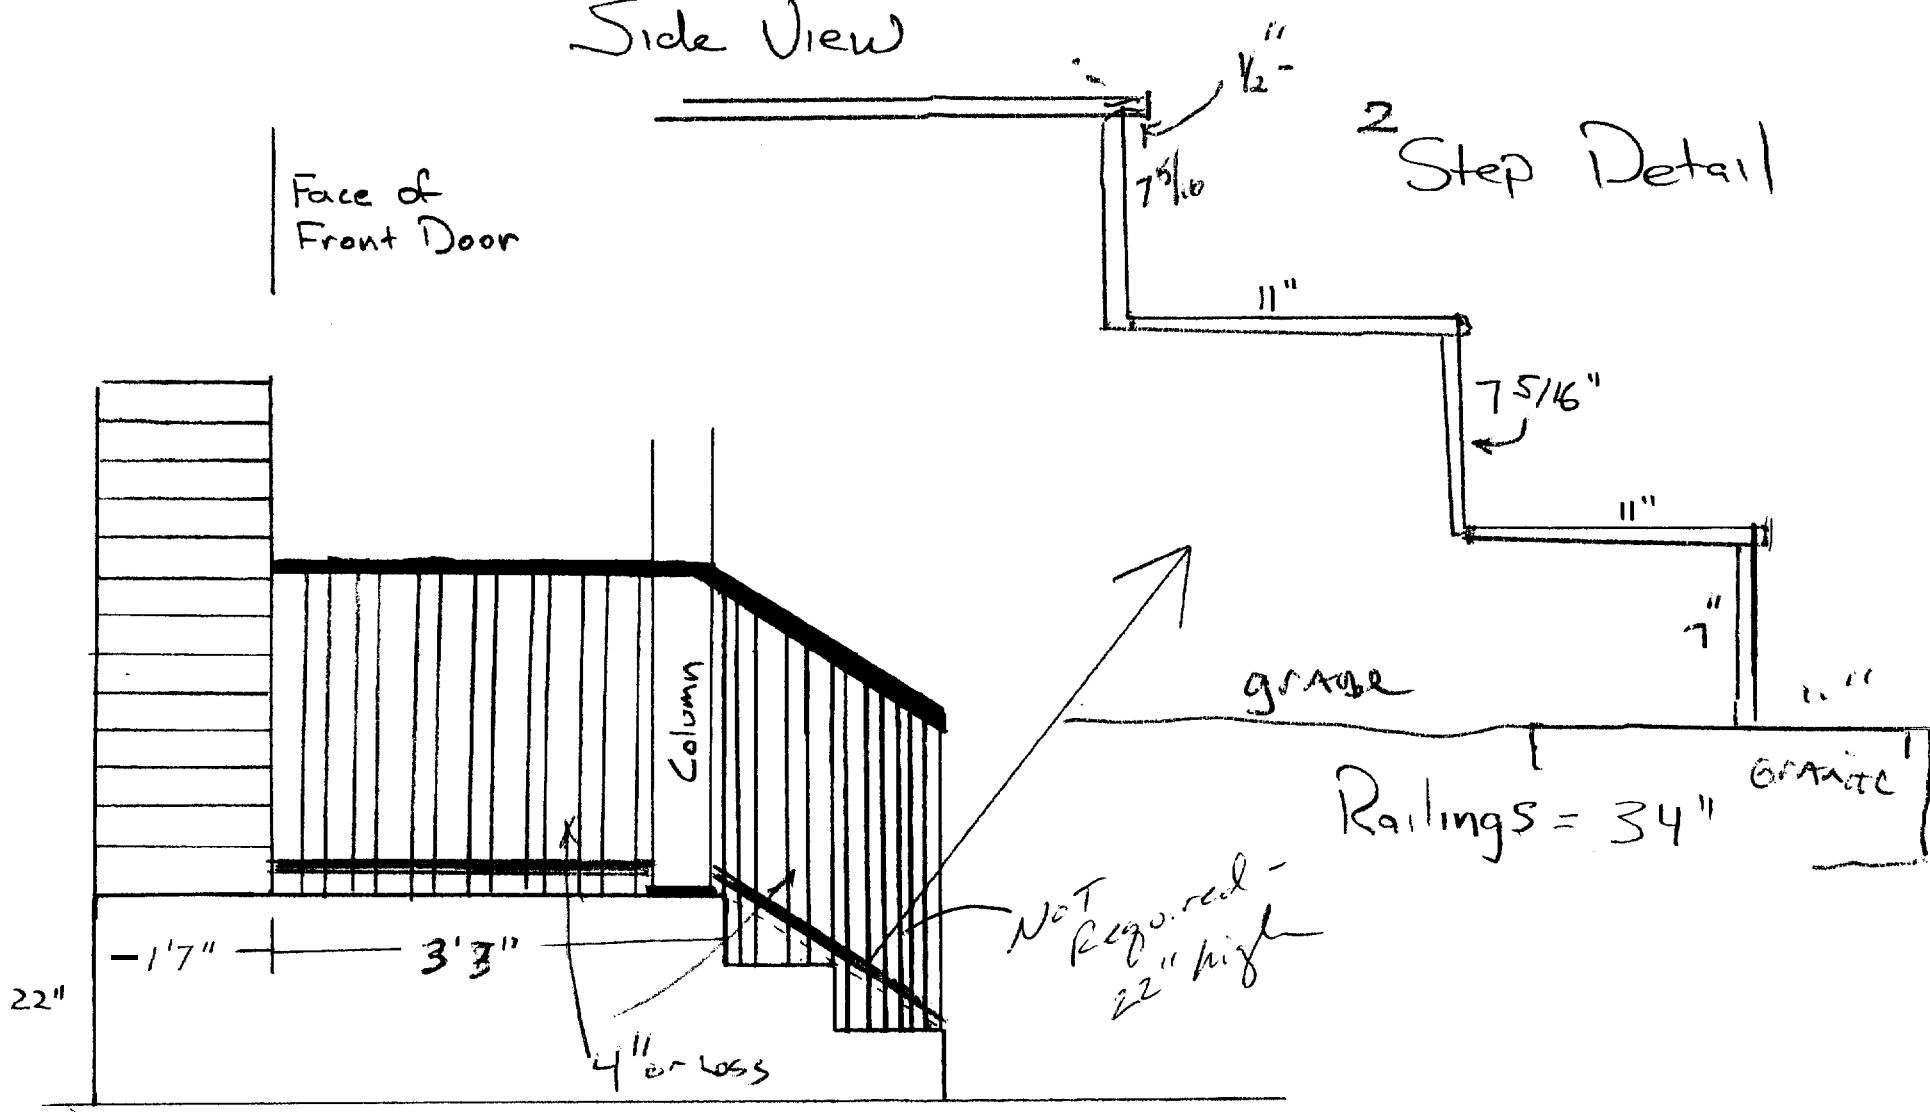 Side View
1/2"
2
Step Detail
Face of
Front Door
7 5/16
11"
7 5/16"
11"
7"
Column
grade
Granite
Railings = 34"
Not
Required -
22" high
1'7"
3'3"
22"
4" or Less